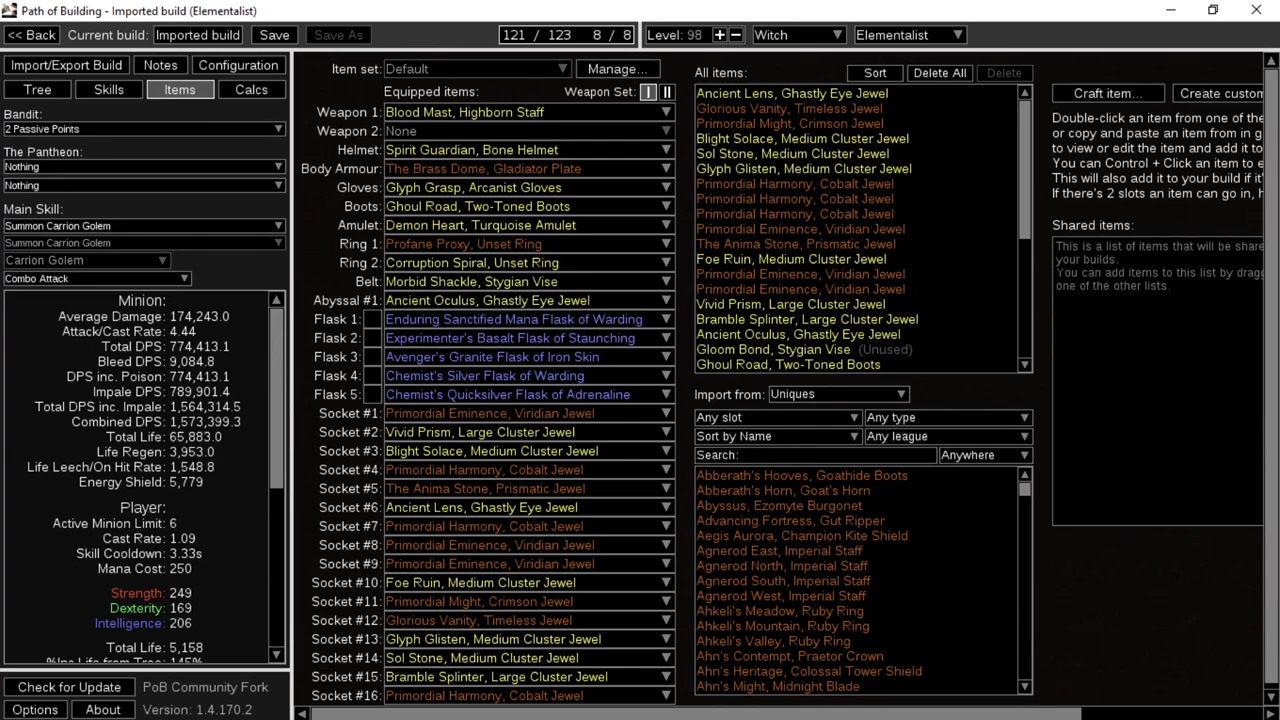 Path of Building - Imported build (Elementalist)
<< Back Current build: Imported build Save Save As 121 / 123 8 / 8 Level: 98 + - Witch Elementalist
Import/Export Build Notes Configuration
Tree Skills Items Calcs
Bandit:
2 Passive Points
The Pantheon:
Nothing
Nothing
Main Skill:
Summon Carrion Golem
Summon Carrion Golem
Carrion Golem
Combo Attack
Minion:
Average Damage: 174,243.0
Attack/Cast Rate: 4.44
Total DPS: 774,413.1
Bleed DPS: 9,084.8
DPS inc. Poison: 774,413.1
Impale DPS: 789,901.4
Total DPS inc. Impale: 1,564,314.5
Combined DPS: 1,573,399.3
Total Life: 65,883.0
Life Regen: 3,953.0
Life Leech/On Hit Rate: 1,548.8
Energy Shield: 5,779
Player:
Active Minion Limit: 6
Cast Rate: 1.09
Skill Cooldown: 3.33s
Mana Cost: 250
Strength: 249
Dexterity: 169
Intelligence: 206
Total Life: 5,158
%Inc Life from Tree: 145%
Check for Update PoB Community Fork
Options About Version: 1.4.170.2
Item set: Default Manage...
Equipped items: Weapon Set: I II
Weapon 1: Blood Mast, Highborn Staff
Weapon 2: None
Helmet: Spirit Guardian, Bone Helmet
Body Armour: The Brass Dome, Gladiator Plate
Gloves: Glyph Grasp, Arcanist Gloves
Boots: Ghoul Road, Two-Toned Boots
Amulet: Demon Heart, Turquoise Amulet
Ring 1: Profane Proxy, Unset Ring
Ring 2: Corruption Spiral, Unset Ring
Belt: Morbid Shackle, Stygian Vise
Abyssal #1: Ancient Oculus, Ghastly Eye Jewel
Flask 1: Enduring Sanctified Mana Flask of Warding
Flask 2: Experimenter's Basalt Flask of Staunching
Flask 3: Avenger's Granite Flask of Iron Skin
Flask 4: Chemist's Silver Flask of Warding
Flask 5: Chemist's Quicksilver Flask of Adrenaline
Socket #1: Primordial Eminence, Viridian Jewel
Socket #2: Vivid Prism, Large Cluster Jewel
Socket #3: Blight Solace, Medium Cluster Jewel
Socket #4: Primordial Harmony, Cobalt Jewel
Socket #5: The Anima Stone, Prismatic Jewel
Socket #6: Ancient Lens, Ghastly Eye Jewel
Socket #7: Primordial Harmony, Cobalt Jewel
Socket #8: Primordial Eminence, Viridian Jewel
Socket #9: Primordial Eminence, Viridian Jewel
Socket #10: Foe Ruin, Medium Cluster Jewel
Socket #11: Primordial Might, Crimson Jewel
Socket #12: Glorious Vanity, Timeless Jewel
Socket #13: Glyph Glisten, Medium Cluster Jewel
Socket #14: Sol Stone, Medium Cluster Jewel
Socket #15: Bramble Splinter, Large Cluster Jewel
Socket #16: Primordial Harmony, Cobalt Jewel
All items: Sort Delete All Delete
Ancient Lens, Ghastly Eye Jewel
Glorious Vanity, Timeless Jewel
Primordial Might, Crimson Jewel
Blight Solace, Medium Cluster Jewel
Sol Stone, Medium Cluster Jewel
Glyph Glisten, Medium Cluster Jewel
Primordial Harmony, Cobalt Jewel
Primordial Harmony, Cobalt Jewel
Primordial Harmony, Cobalt Jewel
Primordial Eminence, Viridian Jewel
The Anima Stone, Prismatic Jewel
Foe Ruin, Medium Cluster Jewel
Primordial Eminence, Viridian Jewel
Primordial Eminence, Viridian Jewel
Vivid Prism, Large Cluster Jewel
Bramble Splinter, Large Cluster Jewel
Ancient Oculus, Ghastly Eye Jewel
Gloom Bond, Stygian Vise (Unused)
Ghoul Road, Two-Toned Boots
Import from: Uniques
Any slot Any type
Sort by Name Any league
Search: Anywhere
Abberath's Hooves, Goathide Boots
Abberath's Horn, Goat's Horn
Abyssus, Ezomyte Burgonet
Advancing Fortress, Gut Ripper
Aegis Aurora, Champion Kite Shield
Agnerod East, Imperial Staff
Agnerod North, Imperial Staff
Agnerod South, Imperial Staff
Agnerod West, Imperial Staff
Ahkeli's Meadow, Ruby Ring
Ahkeli's Mountain, Ruby Ring
Ahkeli's Valley, Ruby Ring
Ahn's Contempt, Praetor Crown
Ahn's Heritage, Colossal Tower Shield
Ahn's Might, Midnight Blade
Craft item... Create custom
Double-click an item from one of the
or copy and paste an item from in g
to view or edit the item and add it to
You can Control + Click an item to e
This will also add it to your build if it'
If there's 2 slots an item can go in, h
Shared items:
This is a list of items that will be share
your builds.
You can add items to this list by drag
one of the other lists.